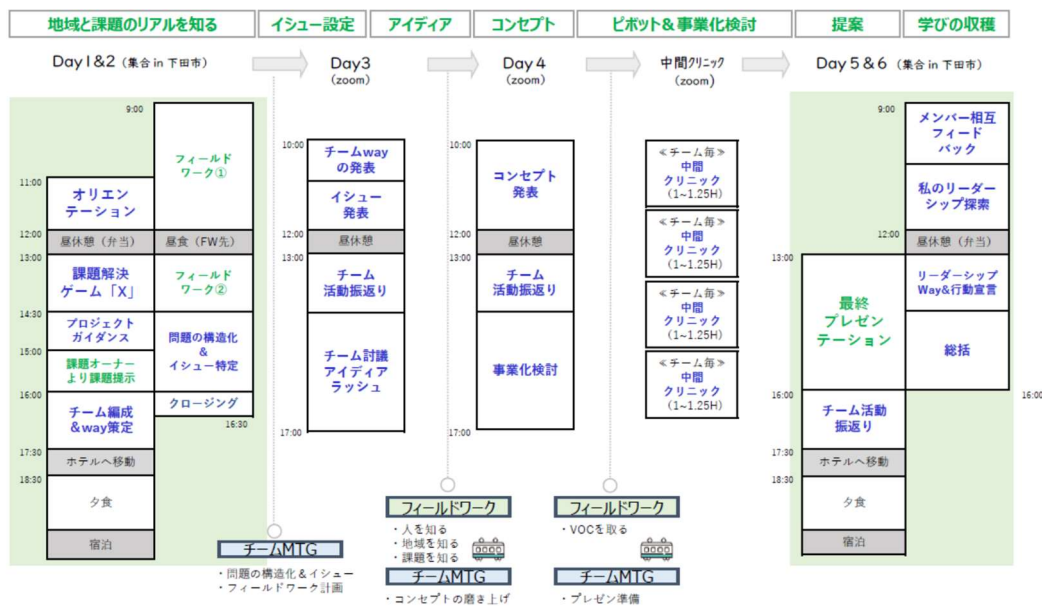 地域と課題のリアルを知る
イシュー設定
アイディア
コンセプト
ピボット&事業化検討
提案
学びの収穫
Day1&2（集合 in 下田市）
Day3
(zoom)
Day4
(zoom)
中間クリニック
(zoom)
Day5&6（集合 in 下田市）
11:00
12:00
13:00
14:30
15:00
16:00
17:30
18:30
オリエン
テーション
昼休憩（弁当）
課題解決
ゲーム「X」
プロジェクト
ガイダンス
課題オーナー
より課題提示
チーム編成
&way策定
ホテルへ移動
夕食
宿泊
9:00
フィールド
ワーク①
昼食（FW先）
フィールド
ワーク②
問題の構造化
&
イシュー特定
クロージング
16:30
10:00
12:00
13:00
17:00
チームway
の発表
イシュー
発表
昼休憩
チーム
活動振返り
チーム討議
アイディア
ラッシュ
10:00
12:00
13:00
17:00
コンセプト
発表
昼休憩
チーム
活動振返り
事業化検討
≪チーム毎≫
中間
クリニック
(1~1.25H)
≪チーム毎≫
中間
クリニック
(1~1.25H)
≪チーム毎≫
中間
クリニック
(1~1.25H)
≪チーム毎≫
中間
クリニック
(1~1.25H)
13:00
16:00
17:30
18:30
最終
プレゼン
テーション
チーム活動
振返り
ホテルへ移動
夕食
宿泊
9:00
12:00
メンバー相互
フィード
バック
私のリーダー
シップ探索
昼休憩（弁当）
リーダーシップ
Way&行動宣言
総括
16:00
チームMTG
・問題の構造化&イシュー
・フィールドワーク計画
フィールドワーク
・人を知る
・地域を知る
・課題を知る
チームMTG
・コンセプトの磨き上げ
フィールドワーク
・VOCを取る
チームMTG
・プレゼン準備